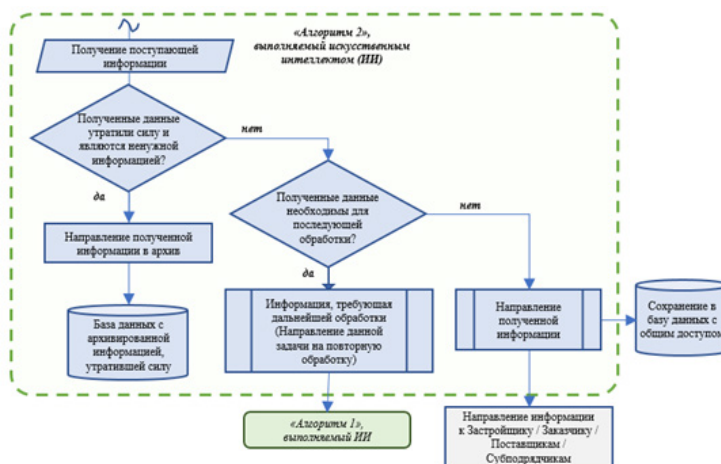 «Алгоритм 2»,
выполняемый искусственным
интеллектом (ИИ)
Получение поступающей
информации
Полученные данные
утратили силу и
являются ненужной
информацией?
нет
да
Полученные данные
необходимы для
последующей
обработки?
нет
да
Направление полученной
информации в архив
База данных с
архивированной
информацией,
утратившей силу
Информация, требующая
дальнейшей обработки
(Направление данной
задачи на повторную
обработку)
Направление
полученной
информации
Сохранение в
базу данных с
общим доступом
«Алгоритм 1»,
выполняемый ИИ
Направление информации
к Застройщику / Заказчику /
Поставщикам /
Субподрядчикам